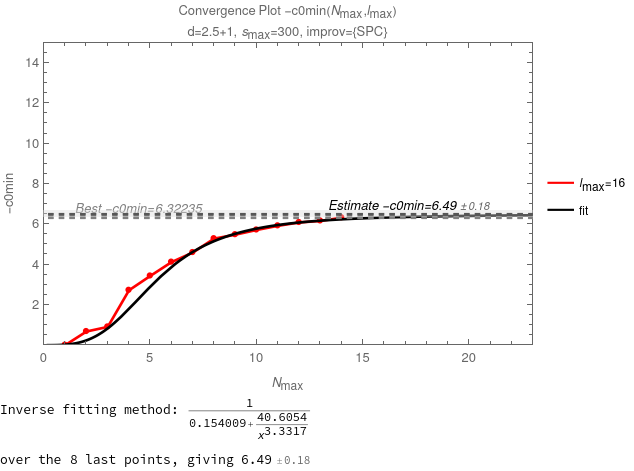 Convergence Plot −c0min(Nmax,lmax)
d=2.5+1, smax=300, improv={SPC}
−c0min
14
12
10
8
6
4
2
Best −c0min=6.32235
Estimate −c0min=6.49 ±0.18
lmax=16
fit
0 5 10 15 20
Nmax
Inverse fitting method: 1
0.154009+ 40.6054
x^3.3317
over the 8 last points, giving 6.49 ±0.18